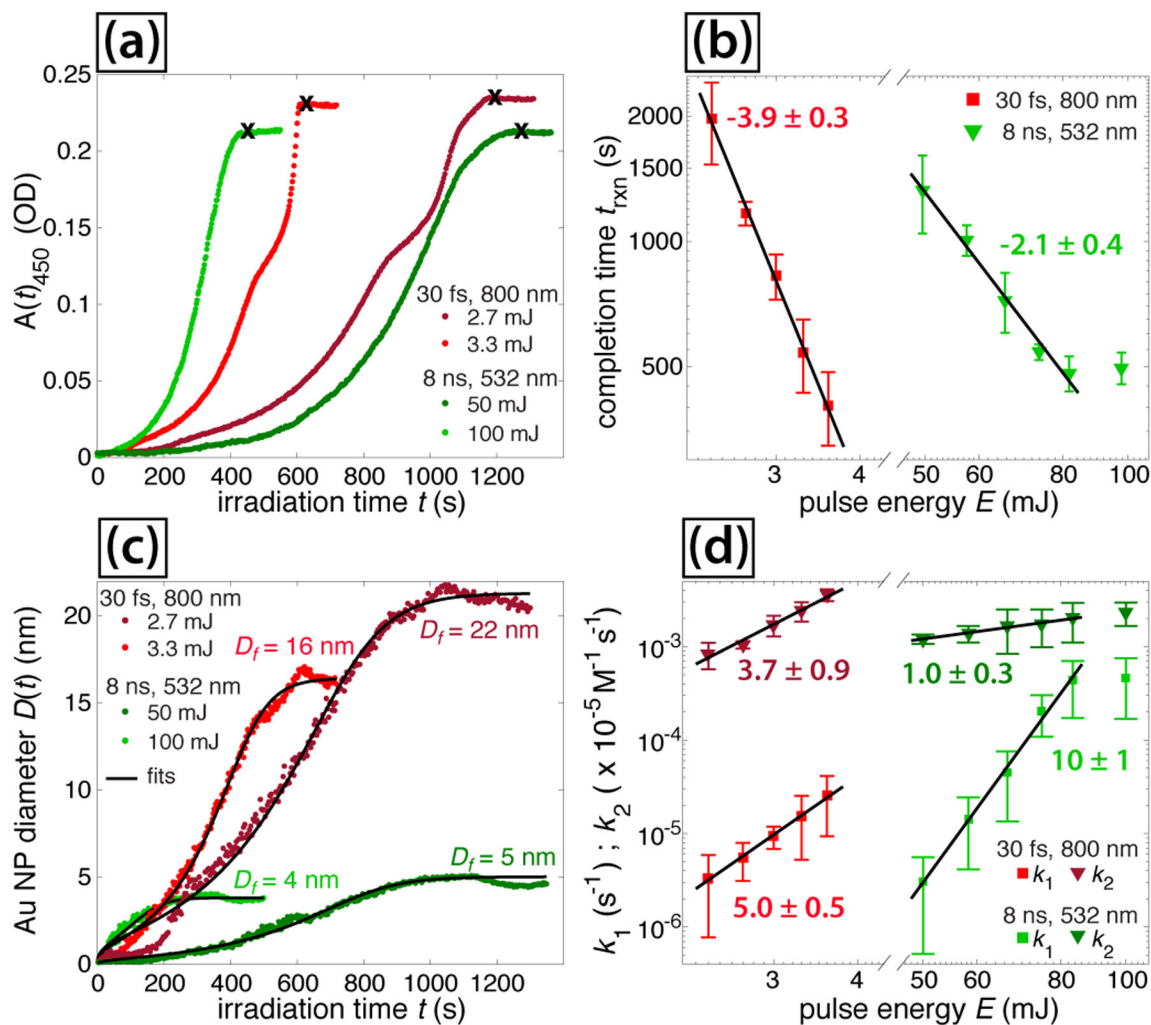 (a)
0.25
0.2
0.15
0.1
0.05
0
A(t)450 (OD)
X
X
X
X
30 fs, 800 nm
2.7 mJ
3.3 mJ
8 ns, 532 nm
50 mJ
100 mJ
0 200 400 600 800 1000 1200
irradiation time t (s)
(b)
2000
1500
1000
500
completion time trxn (s)
-3.9 ± 0.3
30 fs, 800 nm
8 ns, 532 nm
-2.1 ± 0.4
3 4 50 60 80 100
pulse energy E (mJ)
(c)
20
15
10
5
0
Au NP diameter D(t) (nm)
30 fs, 800 nm
2.7 mJ
3.3 mJ
8 ns, 532 nm
50 mJ
100 mJ
fits
Df = 22 nm
Df = 16 nm
Df = 5 nm
Df = 4 nm
0 200 400 600 800 1000 1200
irradiation time t (s)
(d)
10-3
10-4
10-5
10-6
k1 (s-1) ; k2 ( x 10-5 M-1 s-1)
3.7 ± 0.9
1.0 ± 0.3
10 ± 1
5.0 ± 0.5
30 fs, 800 nm
k1 k2
8 ns, 532 nm
k1 k2
3 4 50 60 80 100
pulse energy E (mJ)